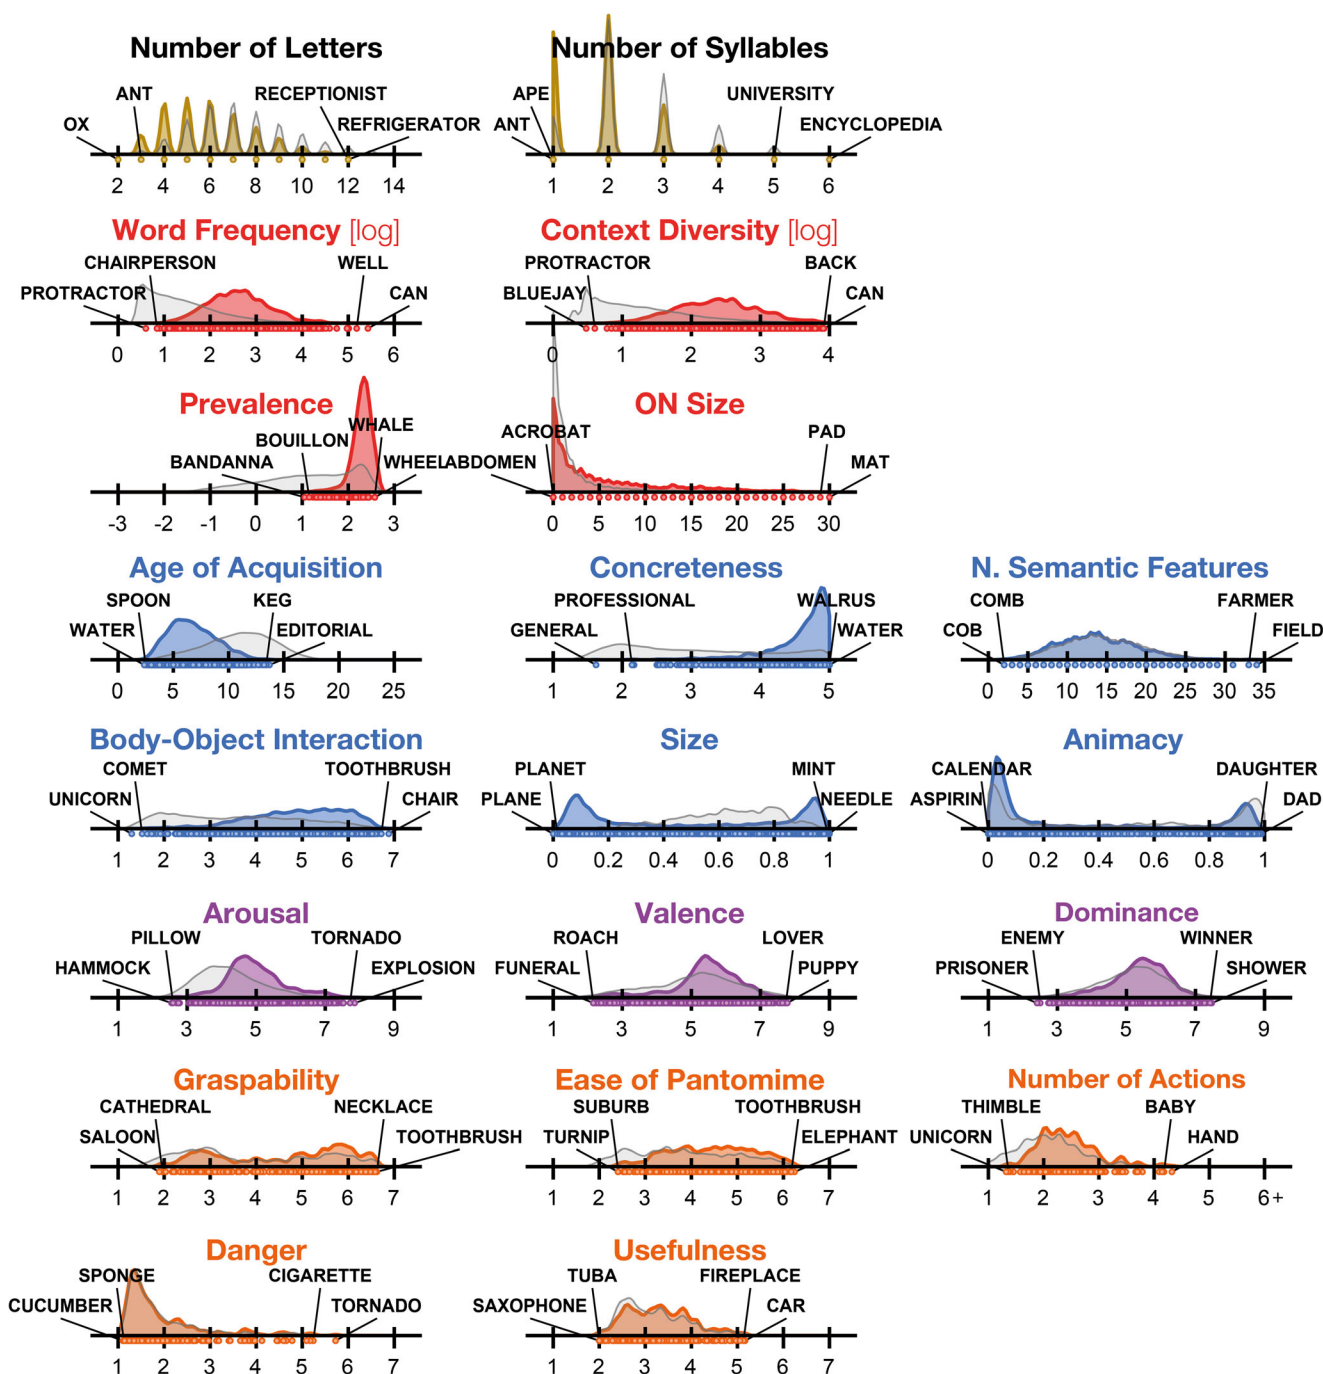 Number of Letters
Number of Syllables
ANT
RECEPTIONIST
APE
UNIVERSITY
OX
REFRIGERATOR
ANT
ENCYCLOPEDIA
2 4 6 8 10 12 14
1 2 3 4 5 6
Word Frequency [log]
Context Diversity [log]
CHAIRPERSON
WELL
PROTRACTOR
BACK
PROTRACTOR
CAN
BLUEJAY
CAN
0 1 2 3 4 5 6
0 1 2 3 4
Prevalence
ON Size
WHALE
BOUILLON
ACROBAT
PAD
BANDANNA
WHEEL
ABDOMEN
MAT
-3 -2 -1 0 1 2 3
0 5 10 15 20 25 30
Age of Acquisition
Concreteness
N. Semantic Features
SPOON
KEG
PROFESSIONAL
WALRUS
COMB
FARMER
WATER
EDITORIAL
GENERAL
WATER
COB
FIELD
0 5 10 15 20 25
1 2 3 4 5
0 5 10 15 20 25 30 35
Body-Object Interaction
Size
Animacy
COMET
TOOTHBRUSH
PLANET
MINT
CALENDAR
DAUGHTER
UNICORN
CHAIR
PLANE
NEEDLE
ASPIRIN
DAD
1 2 3 4 5 6 7
0 0.2 0.4 0.6 0.8 1
0 0.2 0.4 0.6 0.8 1
Arousal
Valence
Dominance
PILLOW
TORNADO
ROACH
LOVER
ENEMY
WINNER
HAMMOCK
EXPLOSION
FUNERAL
PUPPY
PRISONER
SHOWER
1 3 5 7 9
1 3 5 7 9
1 3 5 7 9
Graspability
Ease of Pantomime
Number of Actions
CATHEDRAL
NECKLACE
SUBURB
TOOTHBRUSH
THIMBLE
BABY
SALOON
TOOTHBRUSH
TURNIP
ELEPHANT
UNICORN
HAND
1 2 3 4 5 6 7
1 2 3 4 5 6 7
1 2 3 4 5 6+
Danger
Usefulness
SPONGE
CIGARETTE
TUBA
FIREPLACE
CUCUMBER
TORNADO
SAXOPHONE
CAR
1 2 3 4 5 6 7
1 2 3 4 5 6 7